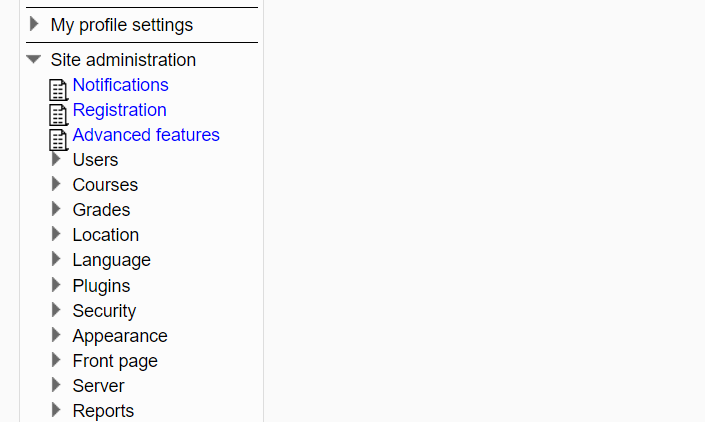 My profile settings
Site administration
Notifications
Registration
Advanced features
Users
Courses
Grades
Location
Language
Plugins
Security
Appearance
Front page
Server
Reports